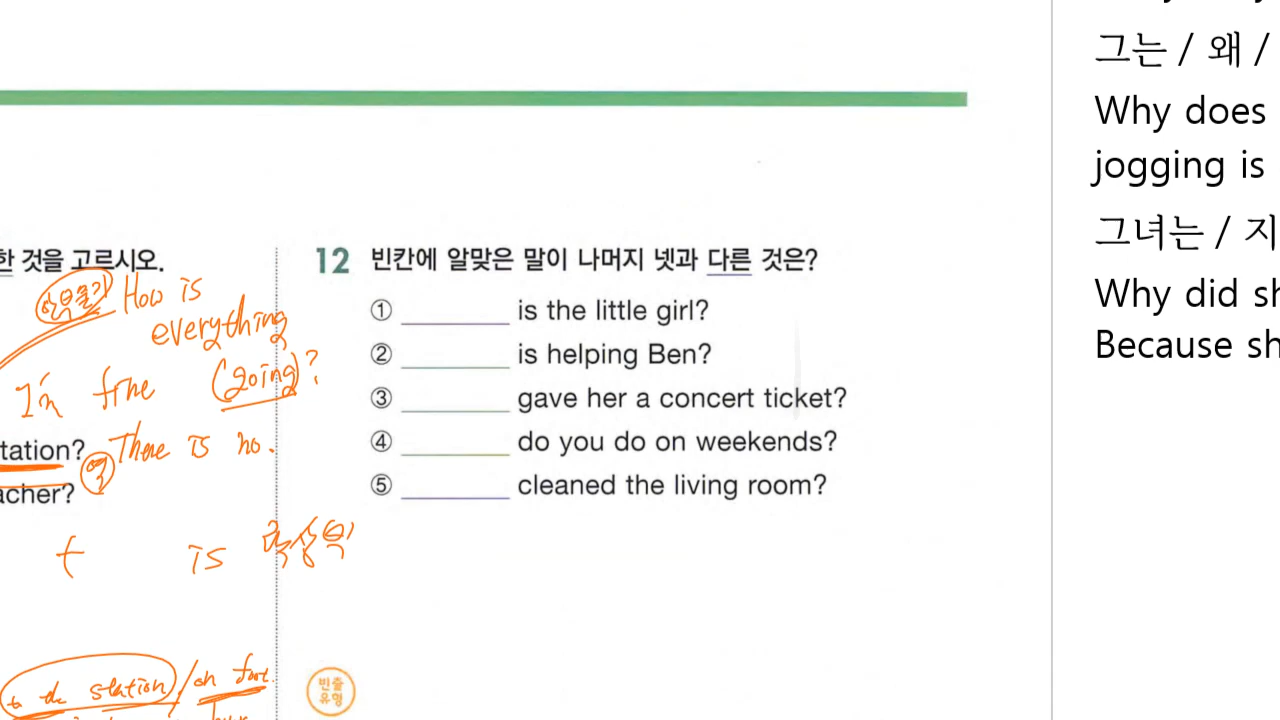 그는 / 왜 /
Why does
jogging is
그녀는 / 지
Why did sh
Because sh
한 것을 고르시오.
How is
everything
(going)?
I'm fine
tation?
There is no.
acher?
is
to the station / on foot.
12 빈칸에 알맞은 말이 나머지 넷과 다른 것은?
① ________ is the little girl?
② ________ is helping Ben?
③ ________ gave her a concert ticket?
④ ________ do you do on weekends?
⑤ ________ cleaned the living room?
빈출
유형